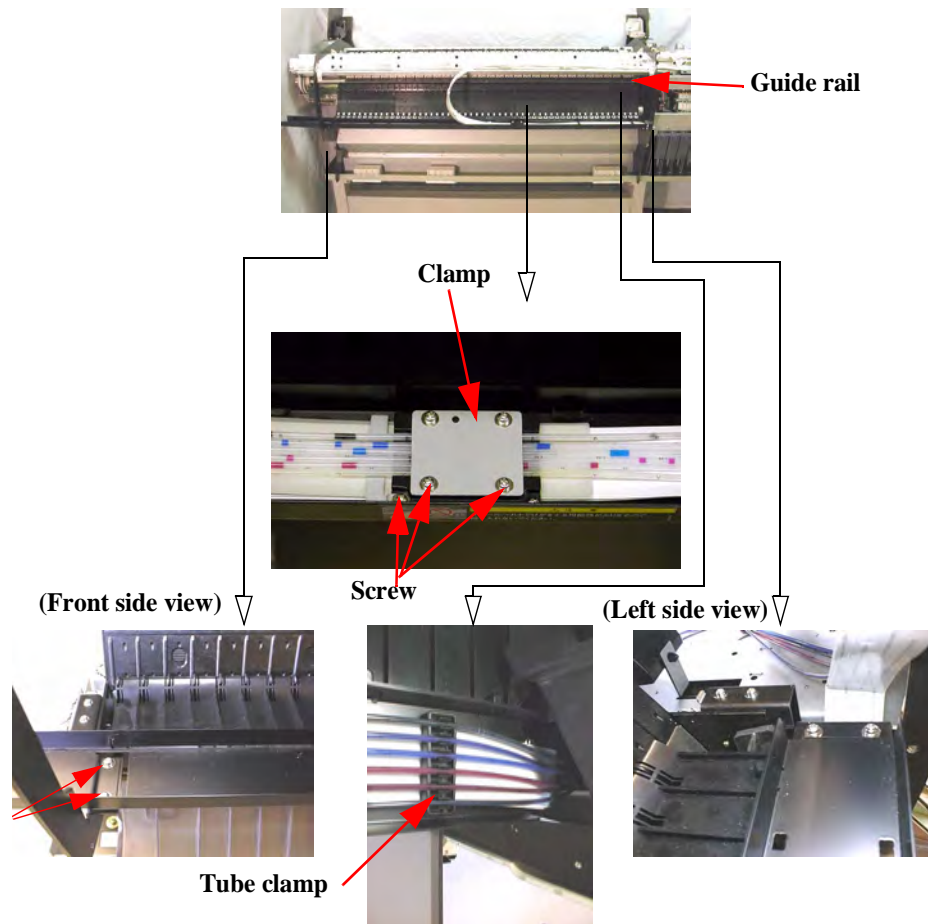 Guide rail
Clamp
Screw
(Front side view)
(Left side view)
Tube clamp